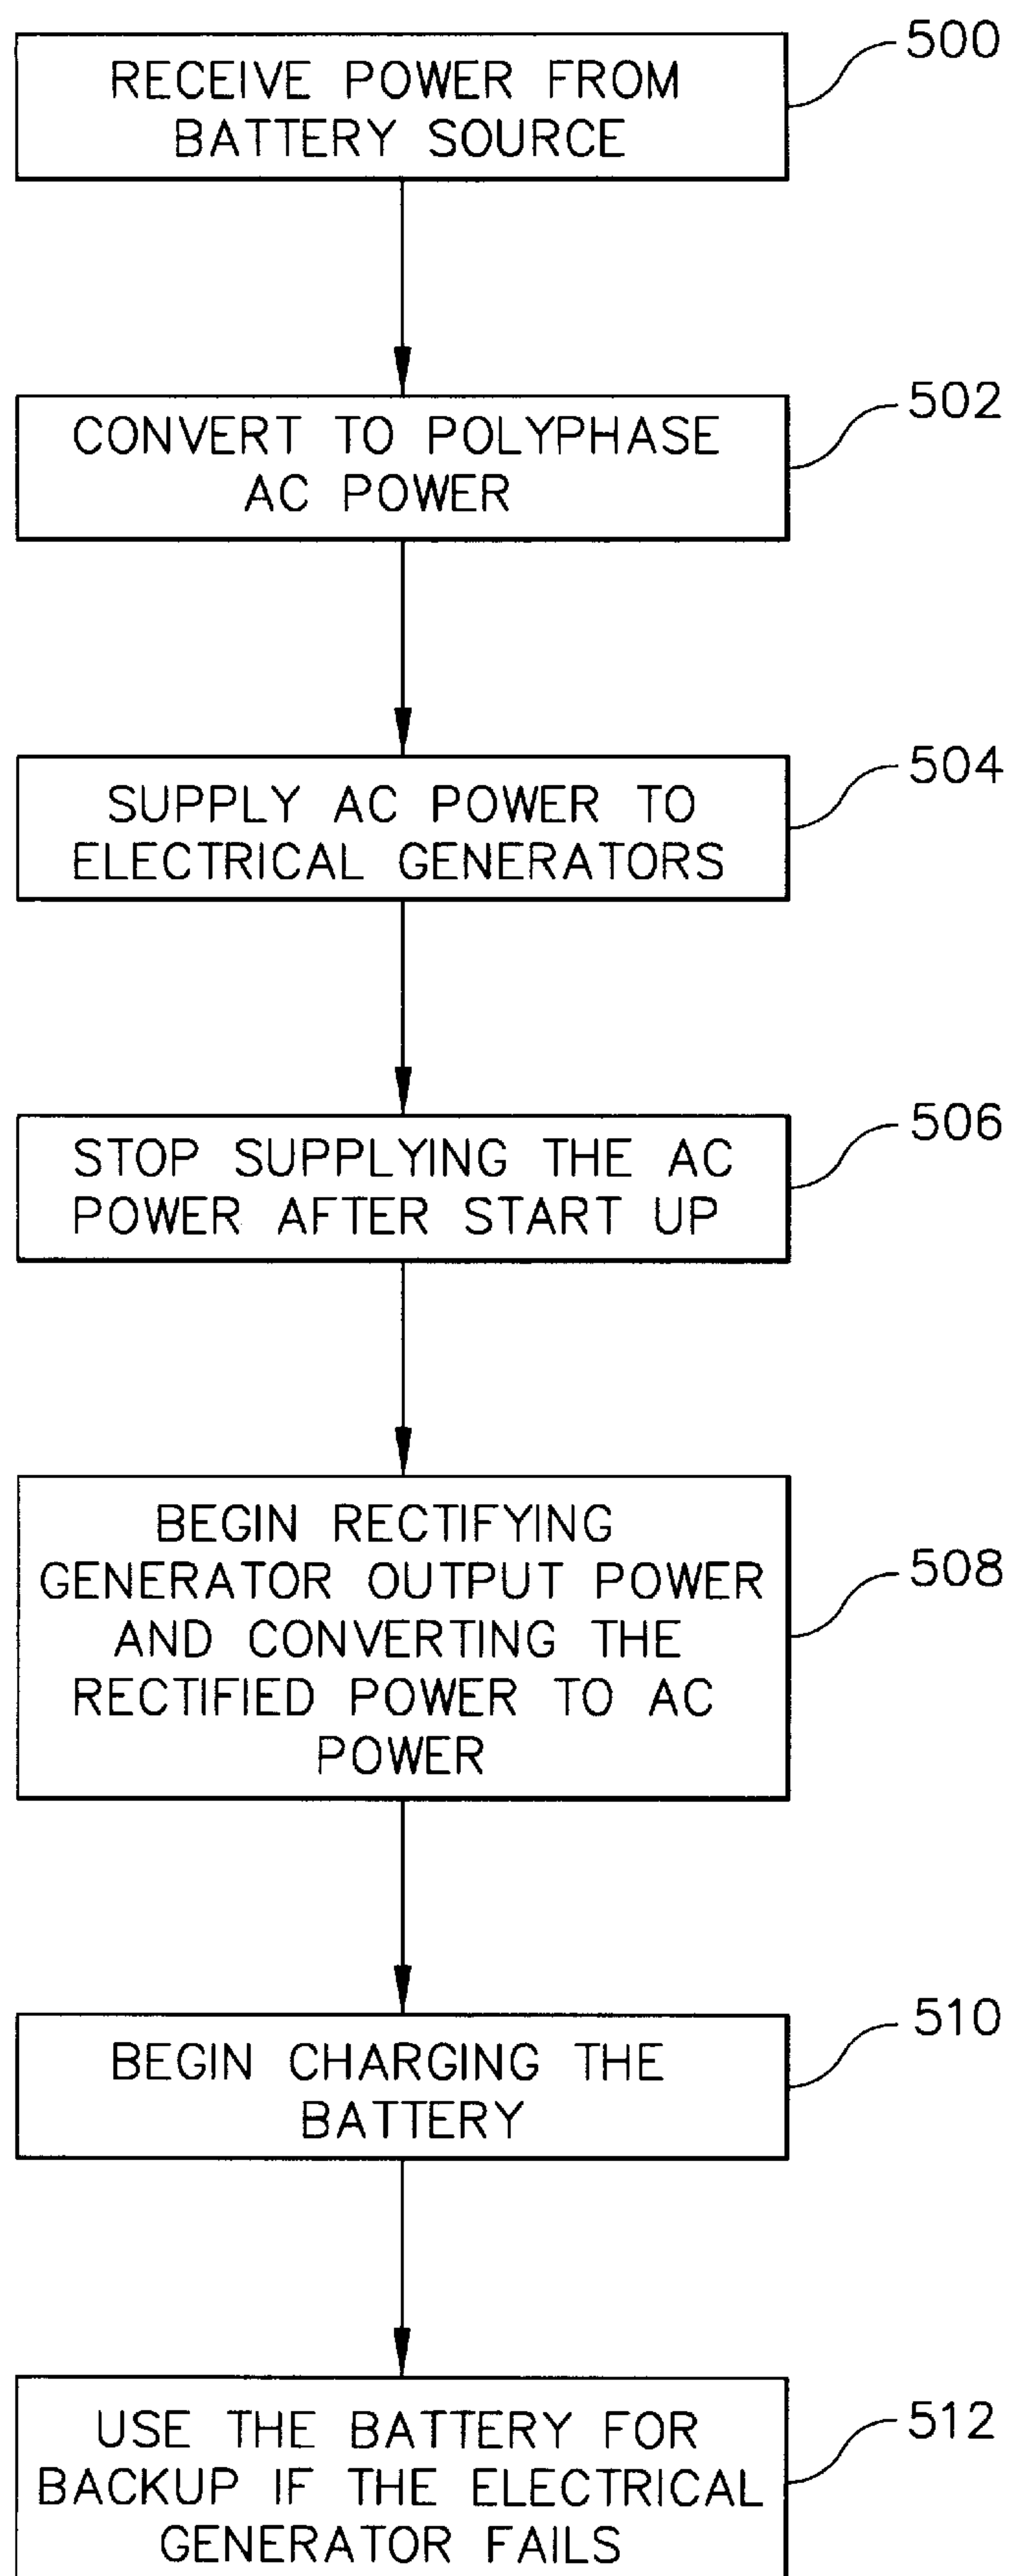 500
RECEIVE POWER FROM
BATTERY SOURCE
502
CONVERT TO POLYPHASE
AC POWER
504
SUPPLY AC POWER TO
ELECTRICAL GENERATORS
506
STOP SUPPLYING THE AC
POWER AFTER START UP
508
BEGIN RECTIFYING
GENERATOR OUTPUT POWER
AND CONVERTING THE
RECTIFIED POWER TO AC
POWER
510
BEGIN CHARGING THE
BATTERY
512
USE THE BATTERY FOR
BACKUP IF THE ELECTRICAL
GENERATOR FAILS